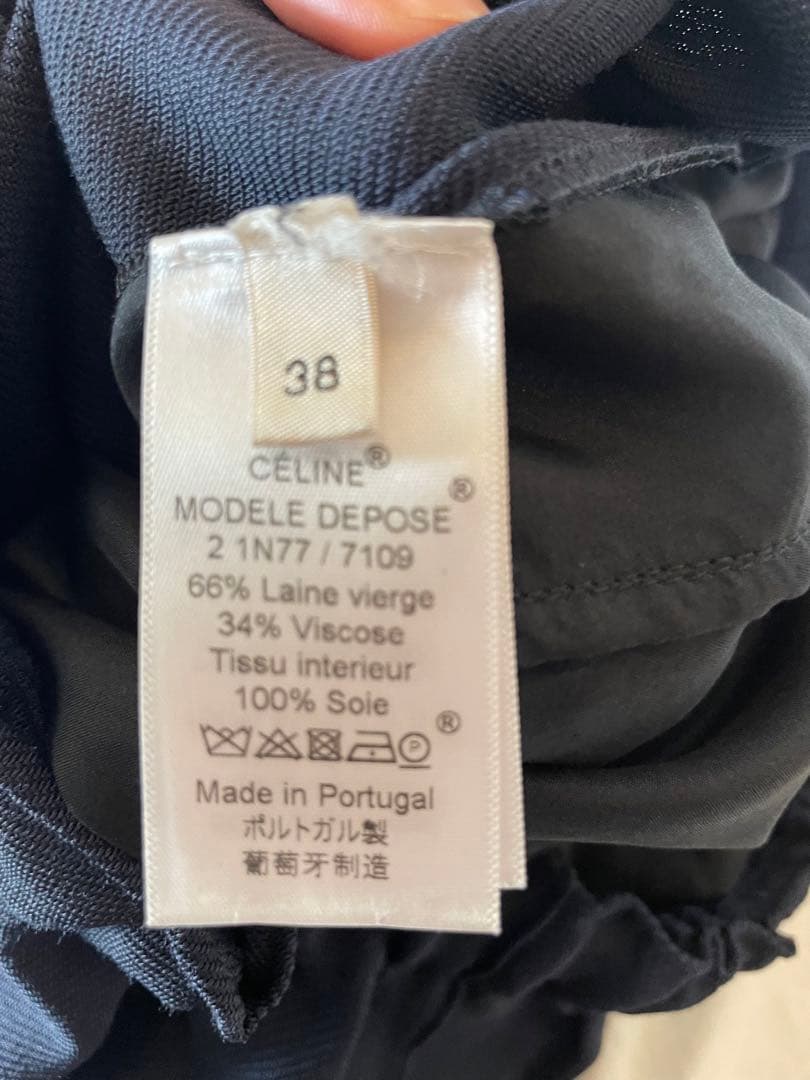 38
CÉLINE®
MODELE DEPOSE®
2 1N77 / 7109
66% Laine vierge
34% Viscose
Tissu interieur
100% Soie
P ®
Made in Portugal
ポルトガル製
葡萄牙制造